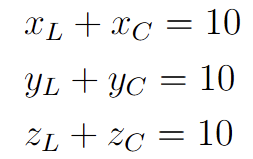 x_L + x_C = 10
y_L + y_C = 10
z_L + z_C = 10